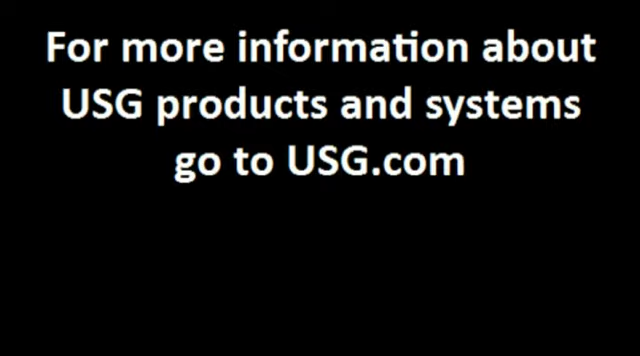 For more information about
USG products and systems
go to USG.com